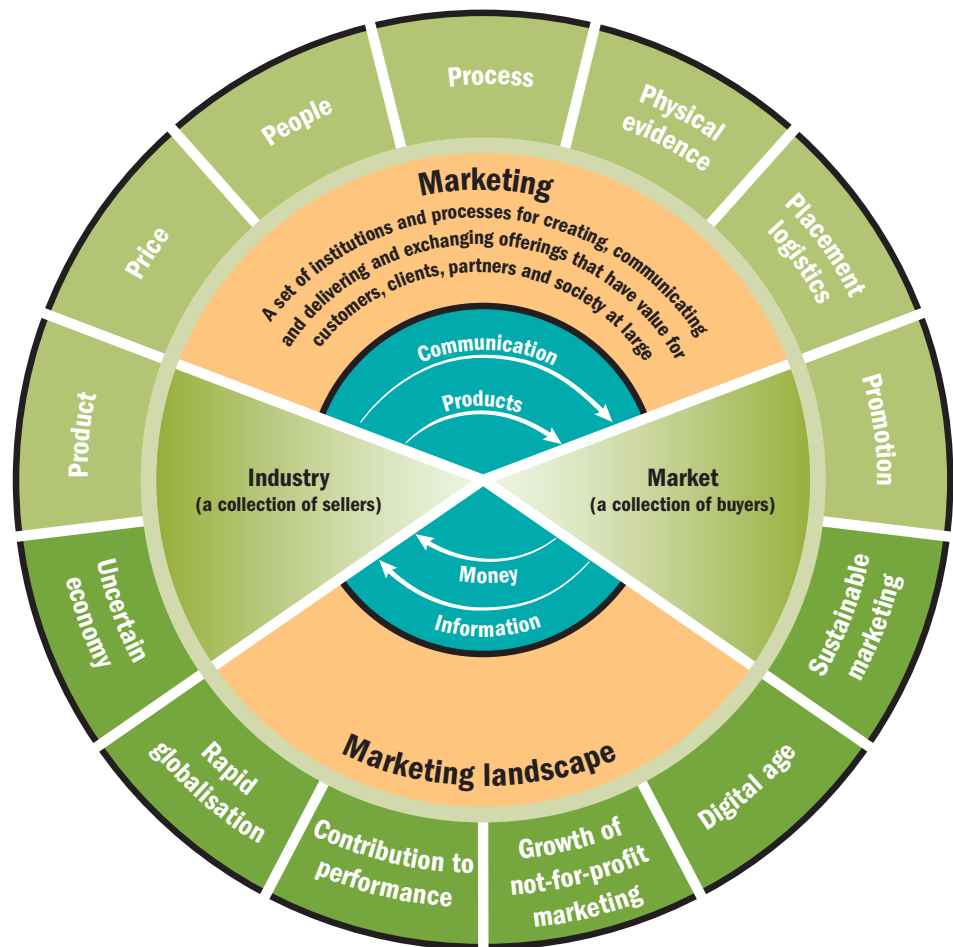 Process
People
Physical
evidence
Price
Placement
logistics
Product
Promotion
Marketing
A set of institutions and processes for creating, communicating
and delivering and exchanging offerings that have value for
customers, clients, partners and society at large
Communication
Products
Industry
(a collection of sellers)
Market
(a collection of buyers)
Money
Information
Marketing landscape
Uncertain
economy
Rapid
globalisation
Contribution to
performance
Growth of
not-for-profit
marketing
Digital age
Sustainable
marketing